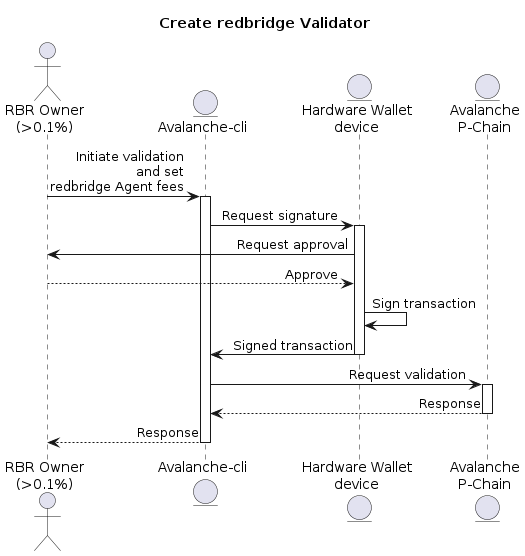 Create redbridge Validator
RBR Owner
(>0.1%)
Avalanche-cli
Hardware Wallet
device
Avalanche
P-Chain
Initiate validation
and set
redbridge Agent fees
Request signature
Request approval
Approve
Sign transaction
Signed transaction
Request validation
Response
Response
RBR Owner
(>0.1%)
Avalanche-cli
Hardware Wallet
device
Avalanche
P-Chain